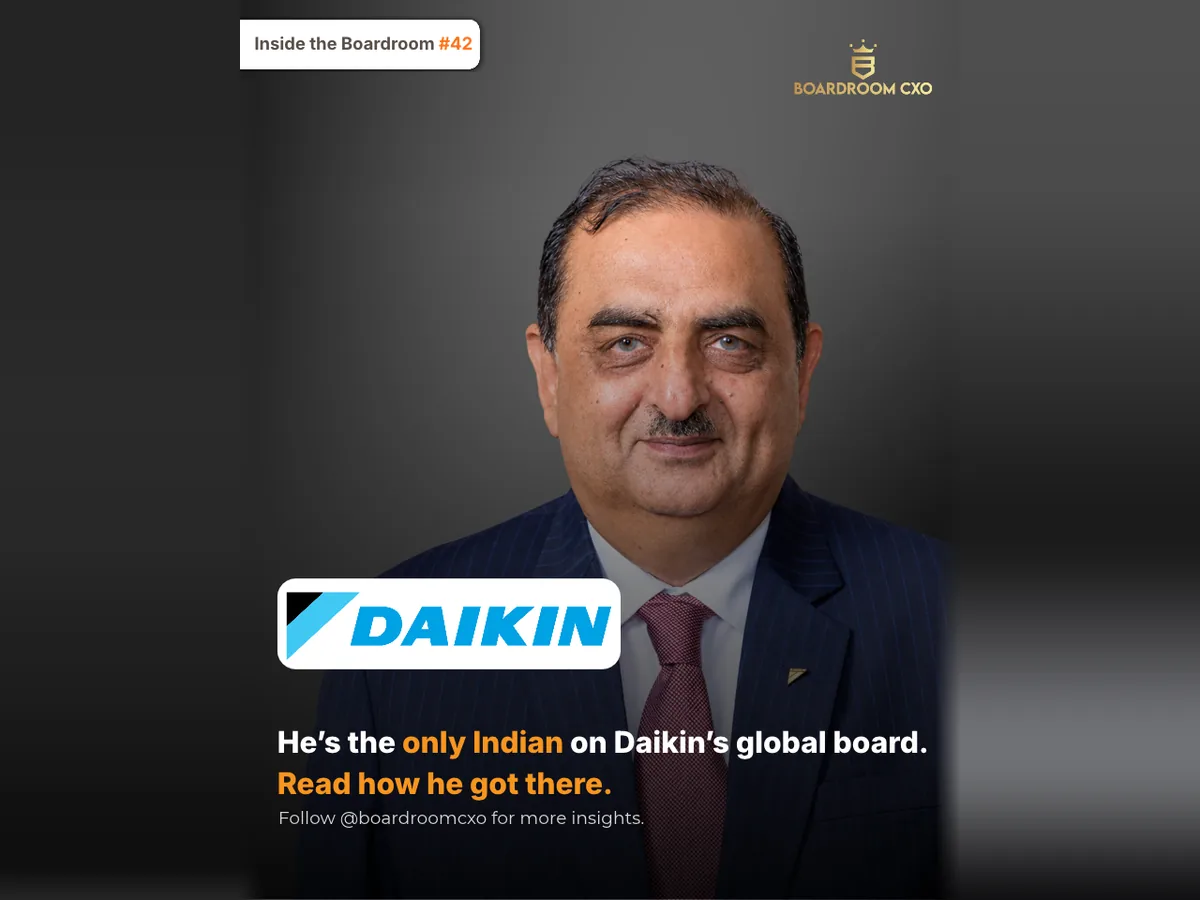 Inside the Boardroom #42
BOARDROOM CXO
DAIKIN
He’s the only Indian on Daikin’s global board.
Read how he got there.
Follow @boardroomcxo for more insights.